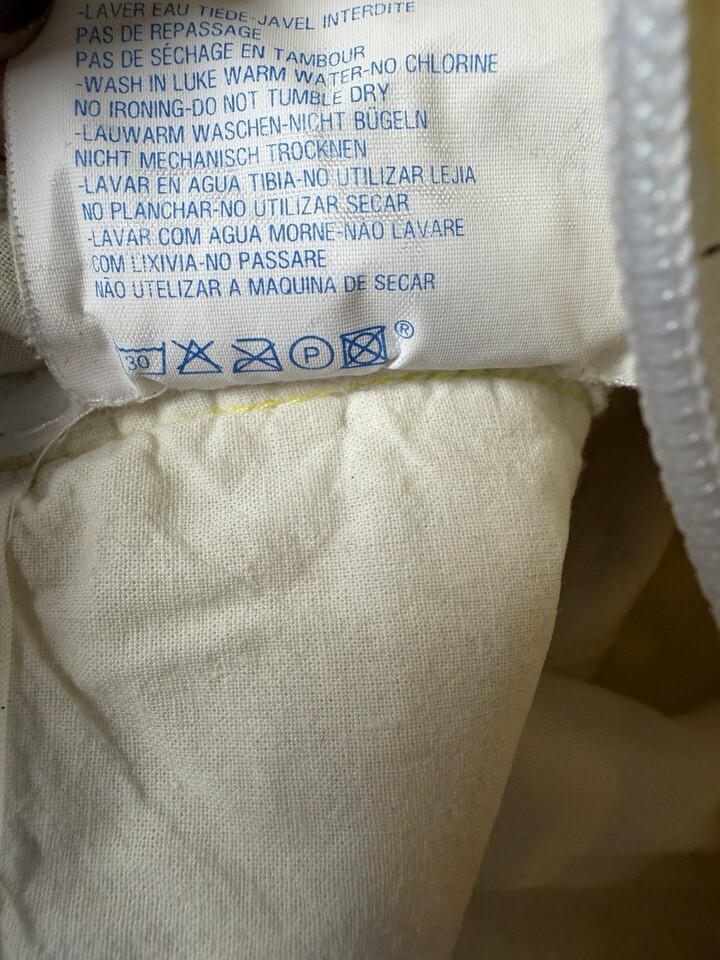 -LAVER EAU TIEDE-JAVEL INTERDITE
PAS DE REPASSAGE
PAS DE SÉCHAGE EN TAMBOUR
-WASH IN LUKE WARM WATER-NO CHLORINE
NO IRONING-DO NOT TUMBLE DRY
-LAUWARM WASCHEN-NICHT BÜGELN
NICHT MECHANISCH TROCKNEN
-LAVAR EN AGUA TIBIA-NO UTILIZAR LEJIA
NO PLANCHAR-NO UTILIZAR SECAR
-LAVAR COM AGUA MORNE-NÃO LAVARE
COM LIXIVIA-NO PASSARE
NÃO UTELIZAR A MAQUINA DE SECAR
30 P ®